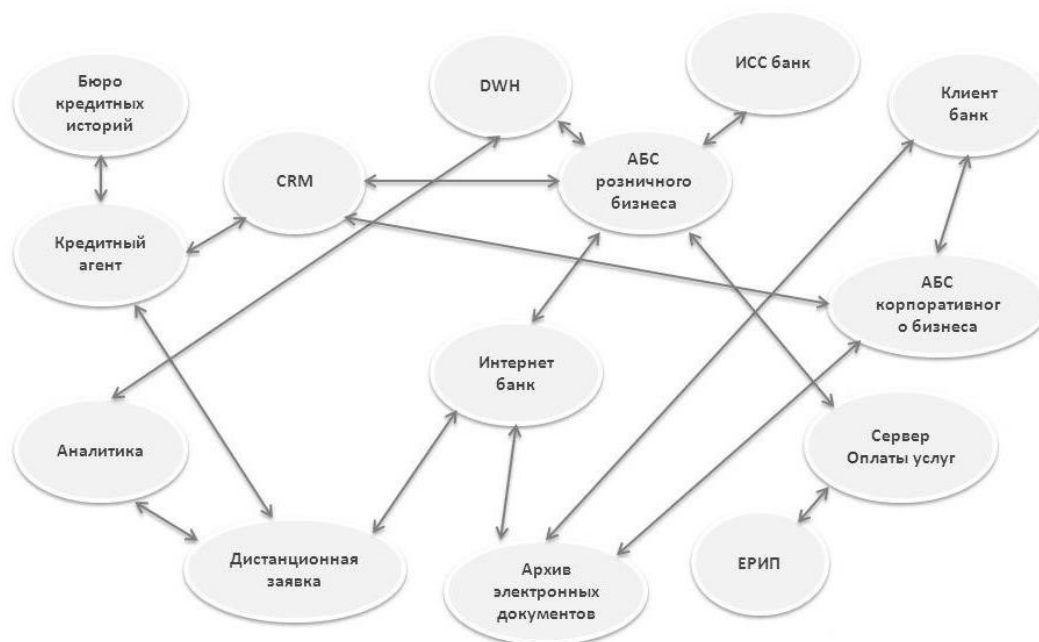 Бюро
кредитных
историй
DWH
ИСС банк
Клиент
банк
CRM
АБС
розничного
бизнеса
Кредитный
агент
АБС
корпоративног
о бизнеса
Интернет
банк
Аналитика
Сервер
Оплаты услуг
Дистанционная
заявка
Архив
электронных
документов
ЕРИП